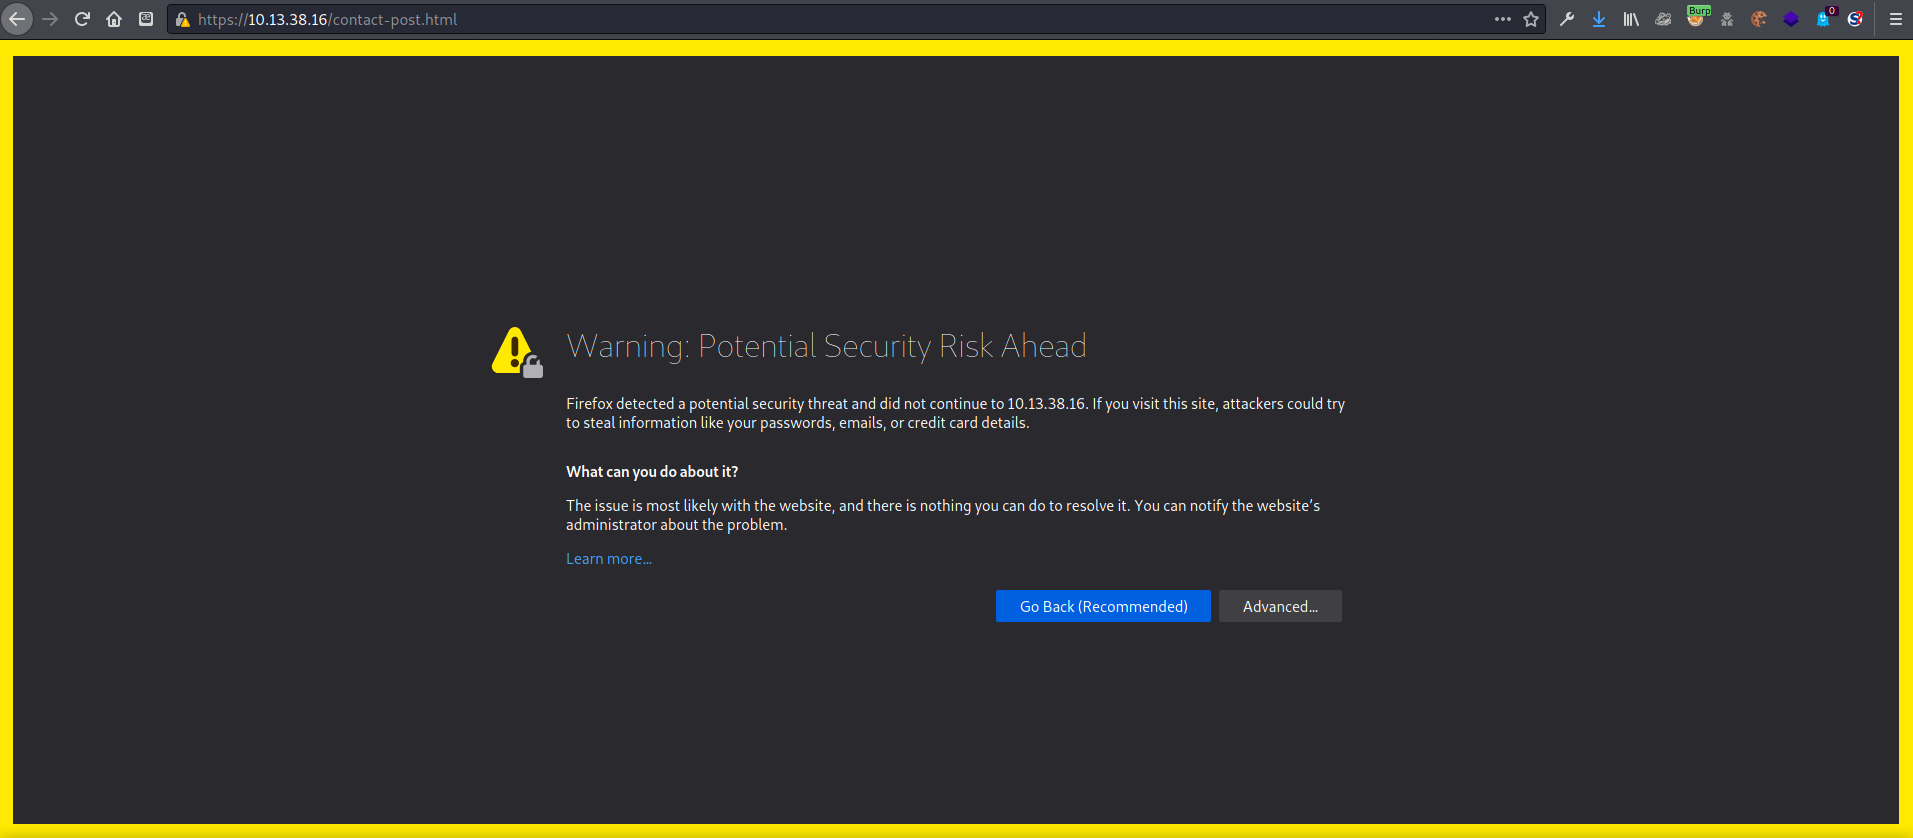 https://10.13.38.16/contact-post.html
Burp
0
Warning: Potential Security Risk Ahead
Firefox detected a potential security threat and did not continue to 10.13.38.16. If you visit this site, attackers could try
to steal information like your passwords, emails, or credit card details.
What can you do about it?
The issue is most likely with the website, and there is nothing you can do to resolve it. You can notify the website’s
administrator about the problem.
Learn more…
Go Back (Recommended)
Advanced…